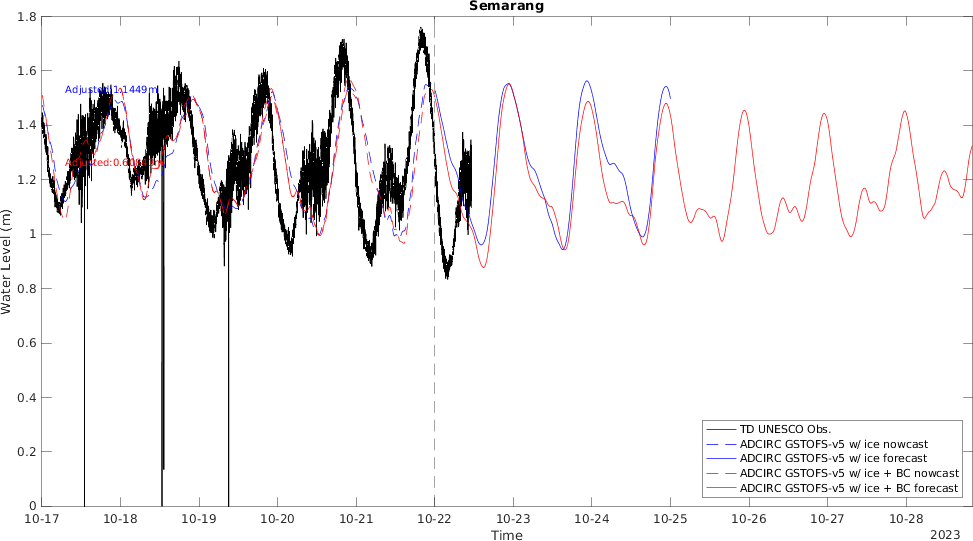 Semarang
1.8
1.6
1.4
1.2
1
0.8
0.6
0.4
0.2
0
Water Level (m)
Adjusted:1.1449m
10-17
10-18
10-19
10-20
10-21
10-22
10-23
10-24
10-25
10-26
10-27
10-28
Time
2023
TD UNESCO Obs.
ADCIRC GSTOFS-v5 w/ ice nowcast
ADCIRC GSTOFS-v5 w/ ice forecast
ADCIRC GSTOFS-v5 w/ ice + BC nowcast
ADCIRC GSTOFS-v5 w/ ice + BC forecast